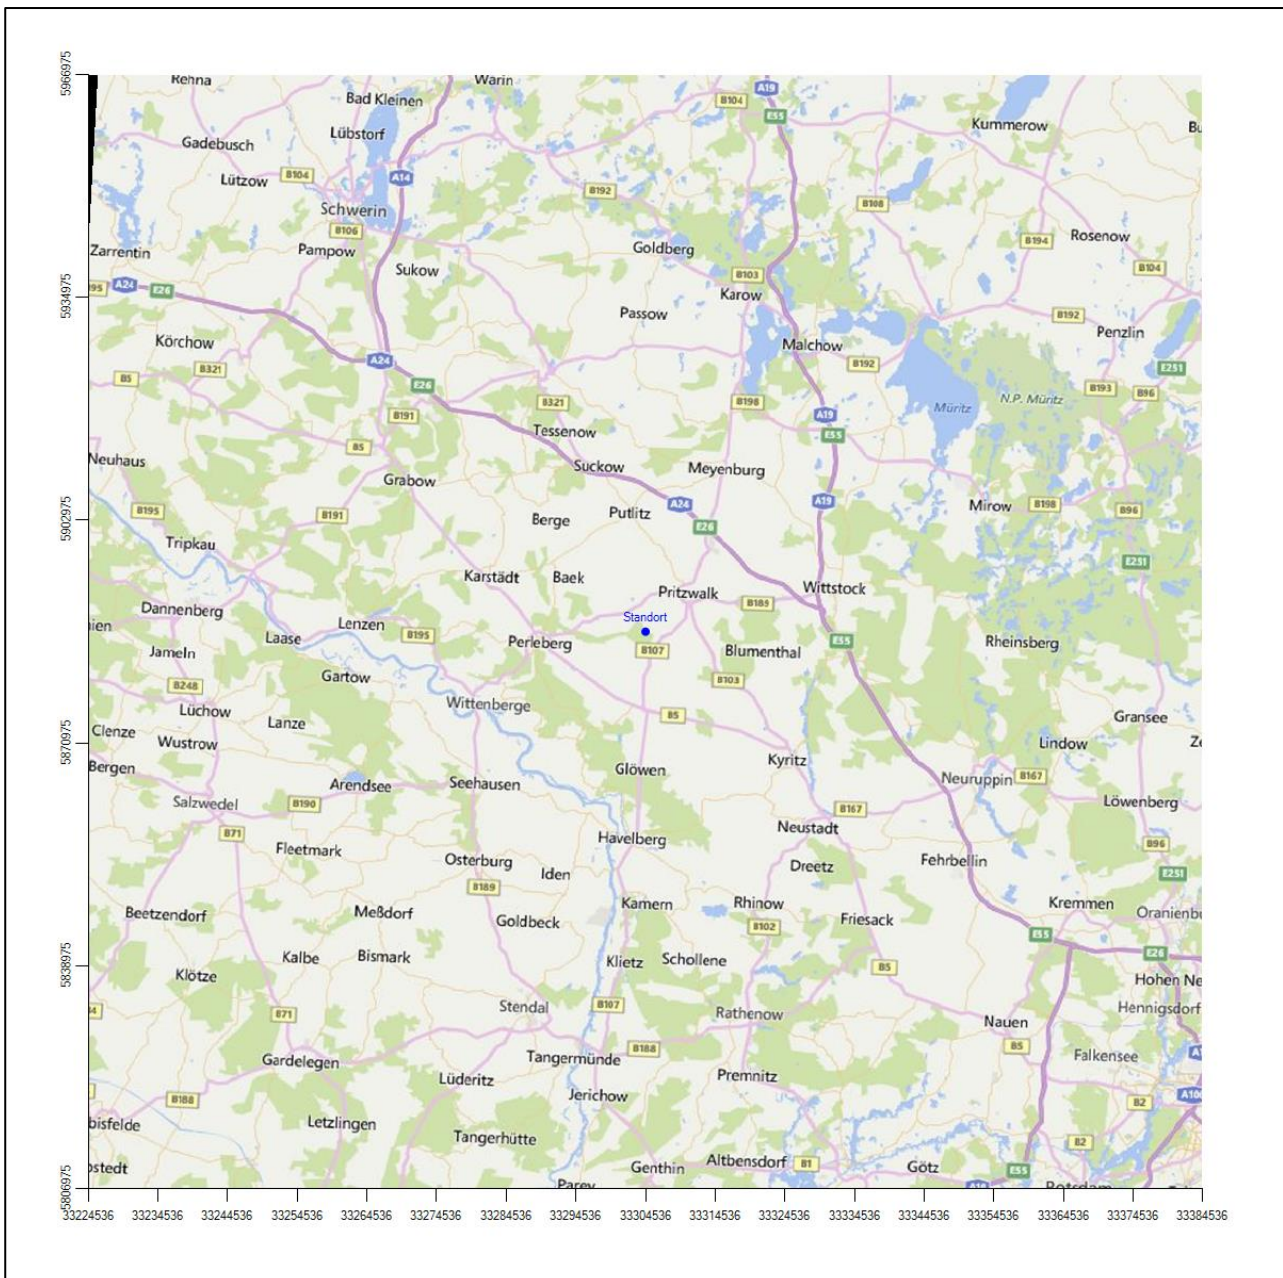 5966975
Rehna
Warin
A19
Bad Kleinen
B104
E55
Kummerow
Lübstorf
Gadebusch
Lützow
B104
A14
B192
Schwerin
B108
B106
Goldberg
B194
Rosenow
Zarrentin
Pampow
Sukow
B103
B104
A24
E26
Karow
5934975
Passow
B192
Penzlin
Körchow
Malchow
A24
B192
B321
E251
B5
E26
B193
B96
N.P. Müritz
B191
B321
B198
Müritz
A19
Tessenow
E55
B5
Neuhaus
Suckow
Meyenburg
Grabow
A24
A19
Mirow
B198
B195
B191
Berge
Putlitz
B96
5902975
E26
Tripkau
E251
Karstädt
Baek
Pritzwalk
Wittstock
B189
Dannenberg
Standort
Lenzen
B195
Laase
Perleberg
E55
Rheinsberg
Jameln
B107
Blumenthal
Gartow
B103
B248
Wittenberge
Lüchow
B5
Gransee
Lanze
Clenze
Wustrow
5870975
Lindow
Kyritz
Bergen
Glöwen
Neuruppin
B167
Arendsee
Seehausen
Salzwedel
B190
Löwenberg
B167
B71
Neustadt
Havelberg
B96
Fleetmark
Osterburg
Dreetz
Fehrbellin
Iden
E251
B189
Kamern
Rhinow
Kremmen
Beetzendorf
Meßdorf
Goldbeck
Friesack
Oranienbu
B102
E55
Kalbe
Bismark
Klietz
Schollene
E26
5838975
Klötze
B5
Hohen Ne
Stendal
B107
Hennigsdorf
B71
Rathenow
Nauen
B188
B5
Gardelegen
Tangermünde
Falkensee
Lüderitz
Premnitz
Jerichow
B188
B2
Letzlingen
bisfelde
Tangerhütte
B2
Genthin
Altbensdorf
B1
Götz
E55
Parey
Potsdam
5806975
33224536 33234536 33244536 33254536 33264536 33274536 33284536 33294536 33304536 33314536 33324536 33334536 33344536 33354536 33364536 33374536 33384536